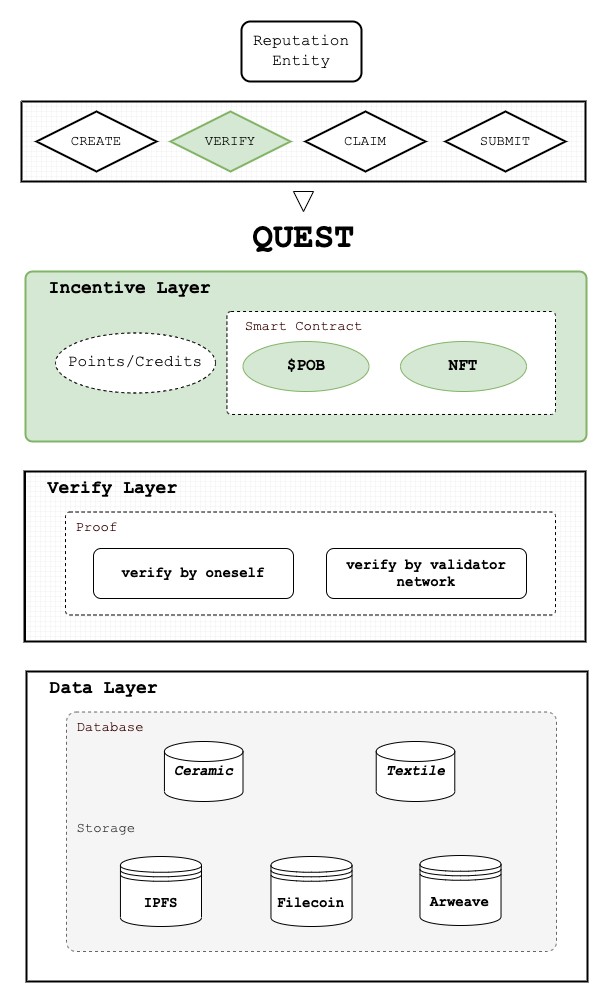 Reputation
Entity
CREATE
VERIFY
CLAIM
SUBMIT
QUEST
Incentive Layer
Smart Contract
Points/Credits
$POB
NFT
Verify Layer
Proof
verify by oneself
verify by validator
network
Data Layer
Database
Ceramic
Textile
Storage
IPFS
Filecoin
Arweave